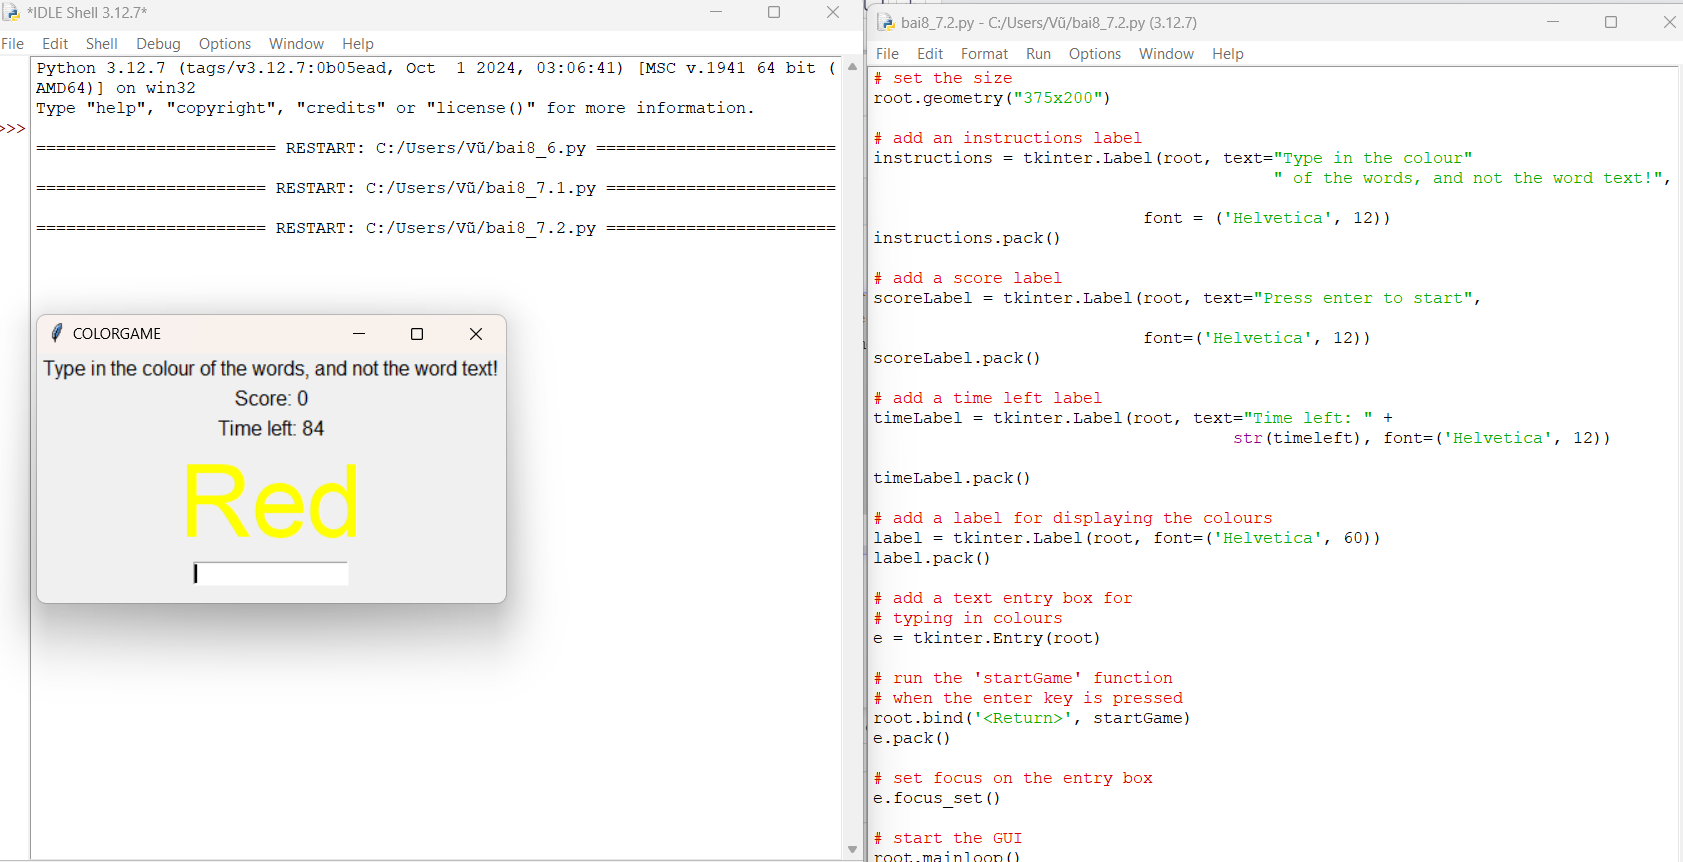 *IDLE Shell 3.12.7*
File Edit Shell Debug Options Window Help
Python 3.12.7 (tags/v3.12.7:0b05ead, Oct  1 2024, 03:06:41) [MSC v.1941 64 bit (
AMD64)] on win32
Type "help", "copyright", "credits" or "license()" for more information.
>>>
======================== RESTART: C:/Users/Vũ/bai8_6.py ========================
======================= RESTART: C:/Users/Vũ/bai8_7.1.py =======================
======================= RESTART: C:/Users/Vũ/bai8_7.2.py =======================
COLORGAME
Type in the colour of the words, and not the word text!
Score: 0
Time left: 84
Red
bai8_7.2.py - C:/Users/Vũ/bai8_7.2.py (3.12.7)
File Edit Format Run Options Window Help
# set the size
root.geometry("375x200")
# add an instructions label
instructions = tkinter.Label(root, text="Type in the colour"
" of the words, and not the word text!",
font = ('Helvetica', 12))
instructions.pack()
# add a score label
scoreLabel = tkinter.Label(root, text="Press enter to start",
font=('Helvetica', 12))
scoreLabel.pack()
# add a time left label
timeLabel = tkinter.Label(root, text="Time left: " +
str(timeleft), font=('Helvetica', 12))
timeLabel.pack()
# add a label for displaying the colours
label = tkinter.Label(root, font=('Helvetica', 60))
label.pack()
# add a text entry box for
# typing in colours
e = tkinter.Entry(root)
# run the 'startGame' function
# when the enter key is pressed
root.bind('<Return>', startGame)
e.pack()
# set focus on the entry box
e.focus_set()
# start the GUI
root.mainloop()